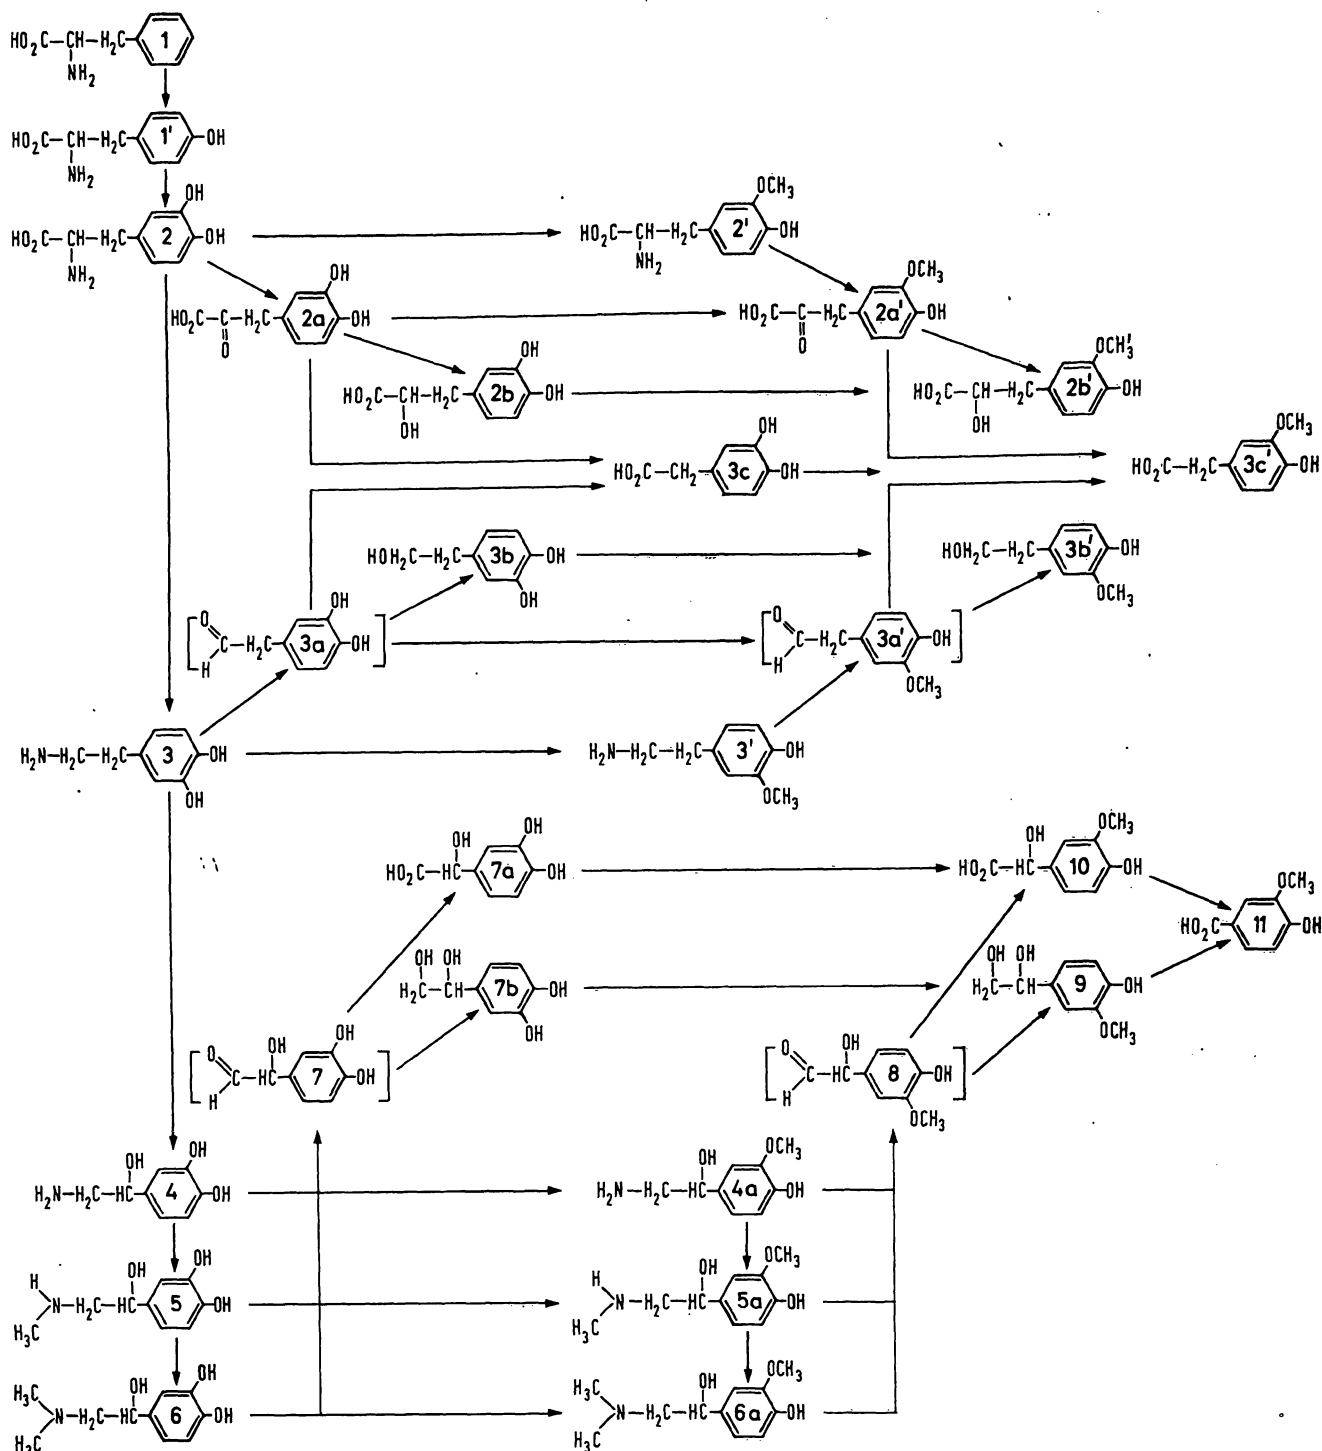 HO₂C–CH–H₂C 1
NH₂
HO₂C–CH–H₂C 1' OH
NH₂
OH
HO₂C–CH–H₂C 2 OH
NH₂
OCH₃
HO₂C–CH–H₂C 2' OH
NH₂
OH
HO₂C–C–H₂C 2a OH
O
OCH₃
HO₂C–C–H₂C 2a' OH
O
OH
HO₂C–CH–H₂C 2b OH
OH
OCH₃'
HO₂C–CH–H₂C 2b' OH
OH
OH
HO₂C–CH₂ 3c OH
OCH₃
HO₂C–H₂C 3c' OH
HOH₂C–H₂C 3b OH
OH
HOH₂C–H₂C 3b' OH
OCH₃
OH
O
C–H₂C 3a OH
H
O
C–H₂C 3a' OH
H
OCH₃
H₂N–H₂C–H₂C 3 OH
OH
H₂N–H₂C–H₂C 3' OH
OCH₃
OH OH
HO₂C–HC 7a OH
OH OCH₃
HO₂C–HC 10 OH
OCH₃
HO₂C 11 OH
OH OH
H₂C–CH 7b OH
OH
OH OH
H₂C–CH 9 OH
OCH₃
OH OH
O
C–HC 7 OH
H
OH
O
C–HC 8 OH
H
OCH₃
OH OH
H₂N–H₂C–HC 4 OH
OH OCH₃
H₂N–H₂C–HC 4a OH
OH OH
H
N–H₂C–HC 5 OH
H₃C
OH OCH₃
H
N–H₂C–HC 5a OH
H₃C
OH OH
H₃C
N–H₂C–HC 6 OH
H₃C
OH OCH₃
H₃C
N–H₂C–HC 6a OH
H₃C